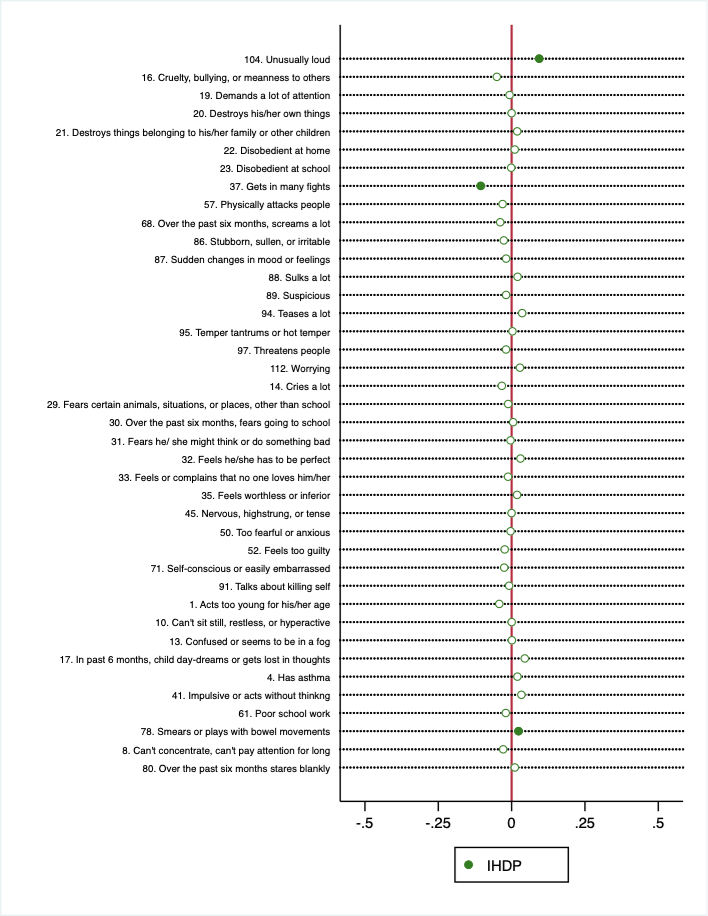 104. Unusually loud
16. Cruelty, bullying, or meanness to others
19. Demands a lot of attention
20. Destroys his/her own things
21. Destroys things belonging to his/her family or other children
22. Disobedient at home
23. Disobedient at school
37. Gets in many fights
57. Physically attacks people
68. Over the past six months, screams a lot
86. Stubborn, sullen, or irritable
87. Sudden changes in mood or feelings
88. Sulks a lot
89. Suspicious
94. Teases a lot
95. Temper tantrums or hot temper
97. Threatens people
112. Worrying
14. Cries a lot
29. Fears certain animals, situations, or places, other than school
30. Over the past six months, fears going to school
31. Fears he/ she might think or do something bad
32. Feels he/she has to be perfect
33. Feels or complains that no one loves him/her
35. Feels worthless or inferior
45. Nervous, highstrung, or tense
50. Too fearful or anxious
52. Feels too guilty
71. Self-conscious or easily embarrassed
91. Talks about killing self
1. Acts too young for his/her age
10. Can't sit still, restless, or hyperactive
13. Confused or seems to be in a fog
17. In past 6 months, child day-dreams or gets lost in thoughts
4. Has asthma
41. Impulsive or acts without thinkng
61. Poor school work
78. Smears or plays with bowel movements
8. Can't concentrate, can't pay attention for long
80. Over the past six months stares blankly
-.5 -.25 0 .25 .5
IHDP